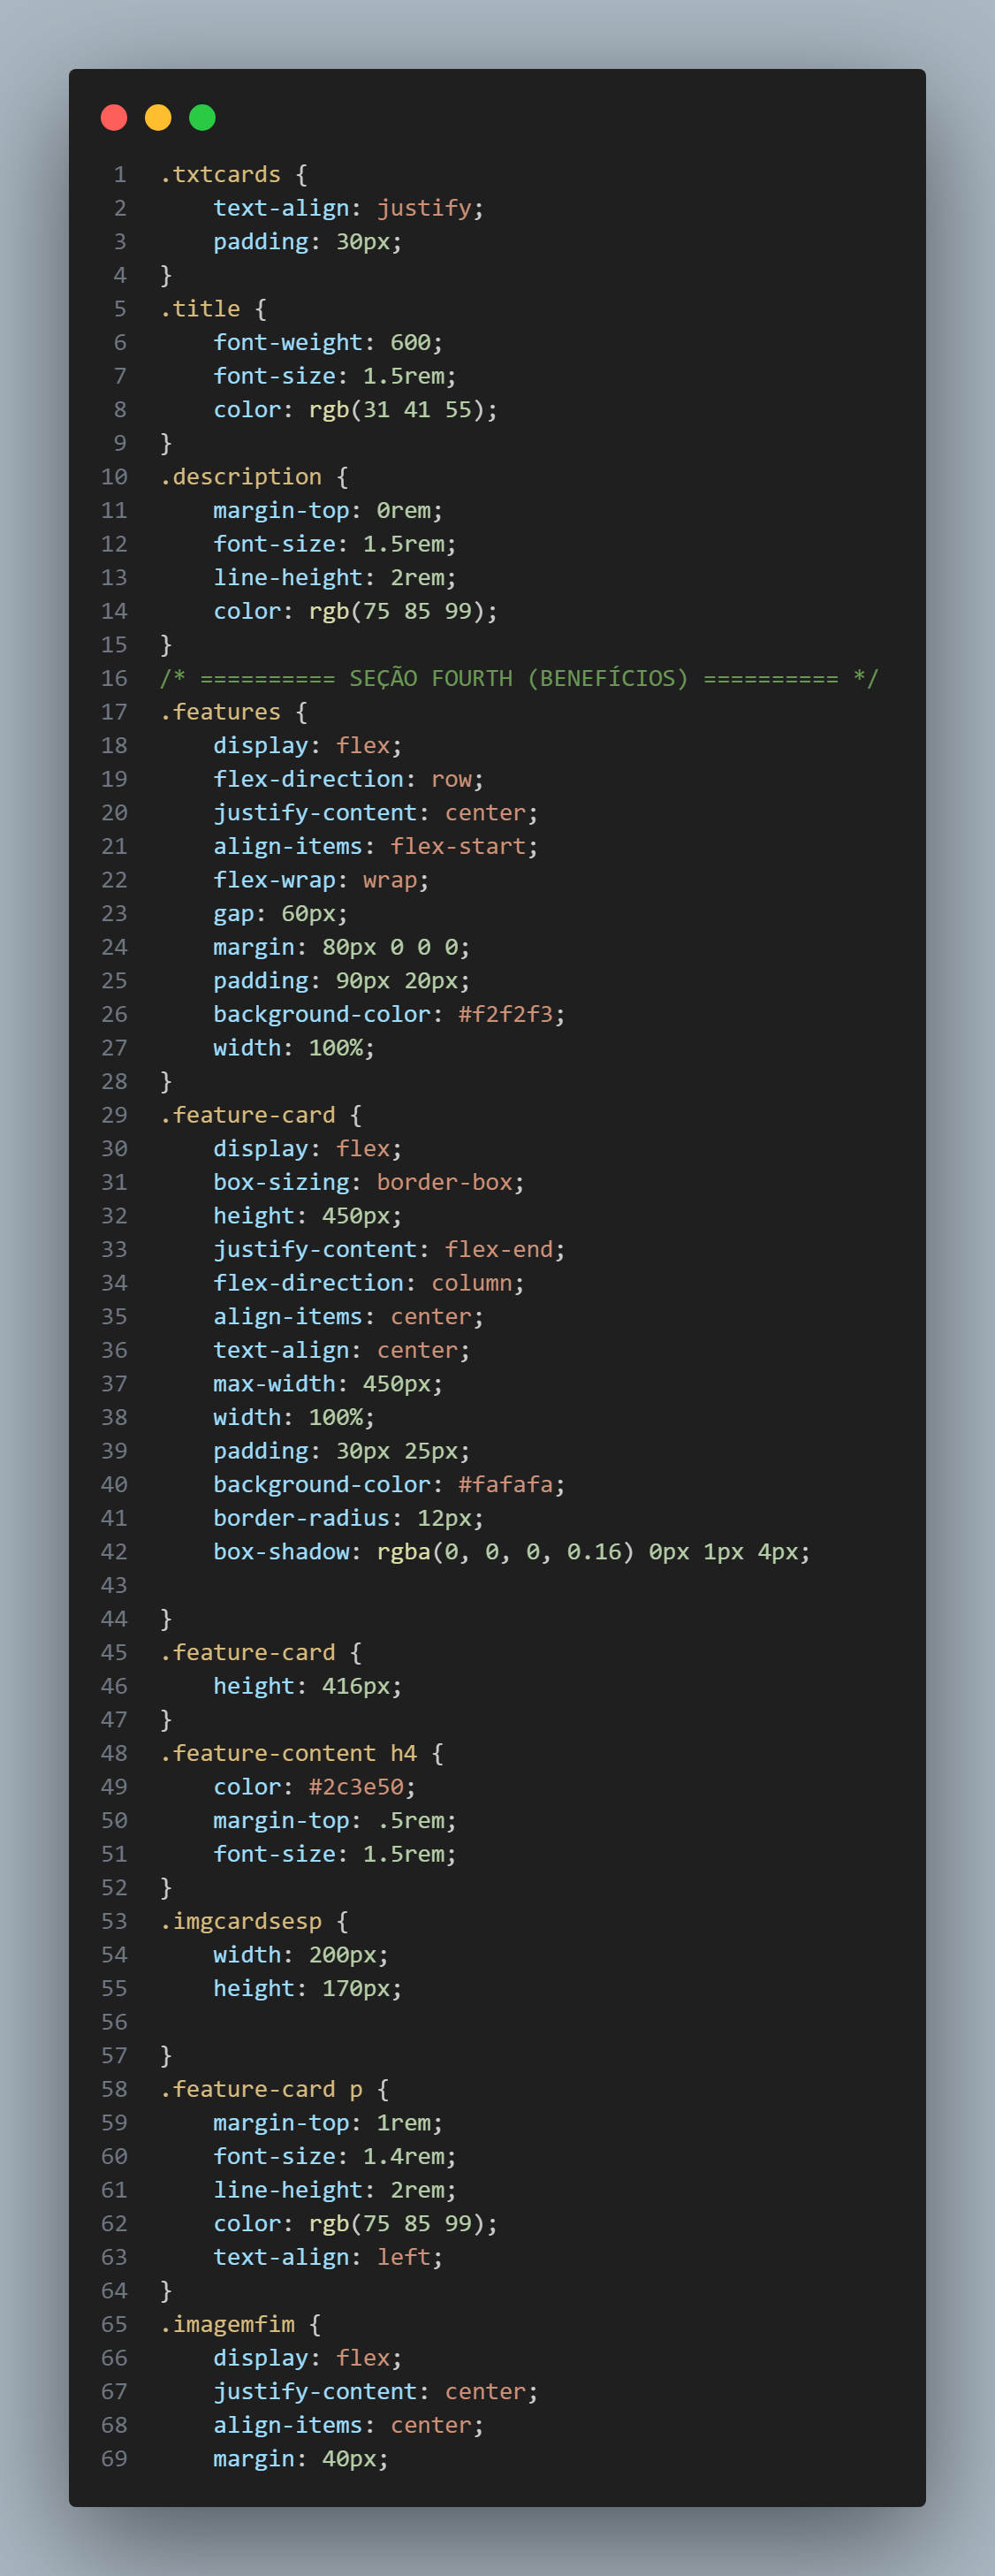 1 .txtcards {
2     text-align: justify;
3     padding: 30px;
4 }
5 .title {
6     font-weight: 600;
7     font-size: 1.5rem;
8     color: rgb(31 41 55);
9 }
10 .description {
11     margin-top: 0rem;
12     font-size: 1.5rem;
13     line-height: 2rem;
14     color: rgb(75 85 99);
15 }
16 /* ========== SEÇÃO FOURTH (BENEFÍCIOS) ========== */
17 .features {
18     display: flex;
19     flex-direction: row;
20     justify-content: center;
21     align-items: flex-start;
22     flex-wrap: wrap;
23     gap: 60px;
24     margin: 80px 0 0 0;
25     padding: 90px 20px;
26     background-color: #f2f2f3;
27     width: 100%;
28 }
29 .feature-card {
30     display: flex;
31     box-sizing: border-box;
32     height: 450px;
33     justify-content: flex-end;
34     flex-direction: column;
35     align-items: center;
36     text-align: center;
37     max-width: 450px;
38     width: 100%;
39     padding: 30px 25px;
40     background-color: #fafafa;
41     border-radius: 12px;
42     box-shadow: rgba(0, 0, 0, 0.16) 0px 1px 4px;
43
44 }
45 .feature-card {
46     height: 416px;
47 }
48 .feature-content h4 {
49     color: #2c3e50;
50     margin-top: .5rem;
51     font-size: 1.5rem;
52 }
53 .imgcardsesp {
54     width: 200px;
55     height: 170px;
56
57 }
58 .feature-card p {
59     margin-top: 1rem;
60     font-size: 1.4rem;
61     line-height: 2rem;
62     color: rgb(75 85 99);
63     text-align: left;
64 }
65 .imagemfim {
66     display: flex;
67     justify-content: center;
68     align-items: center;
69     margin: 40px;